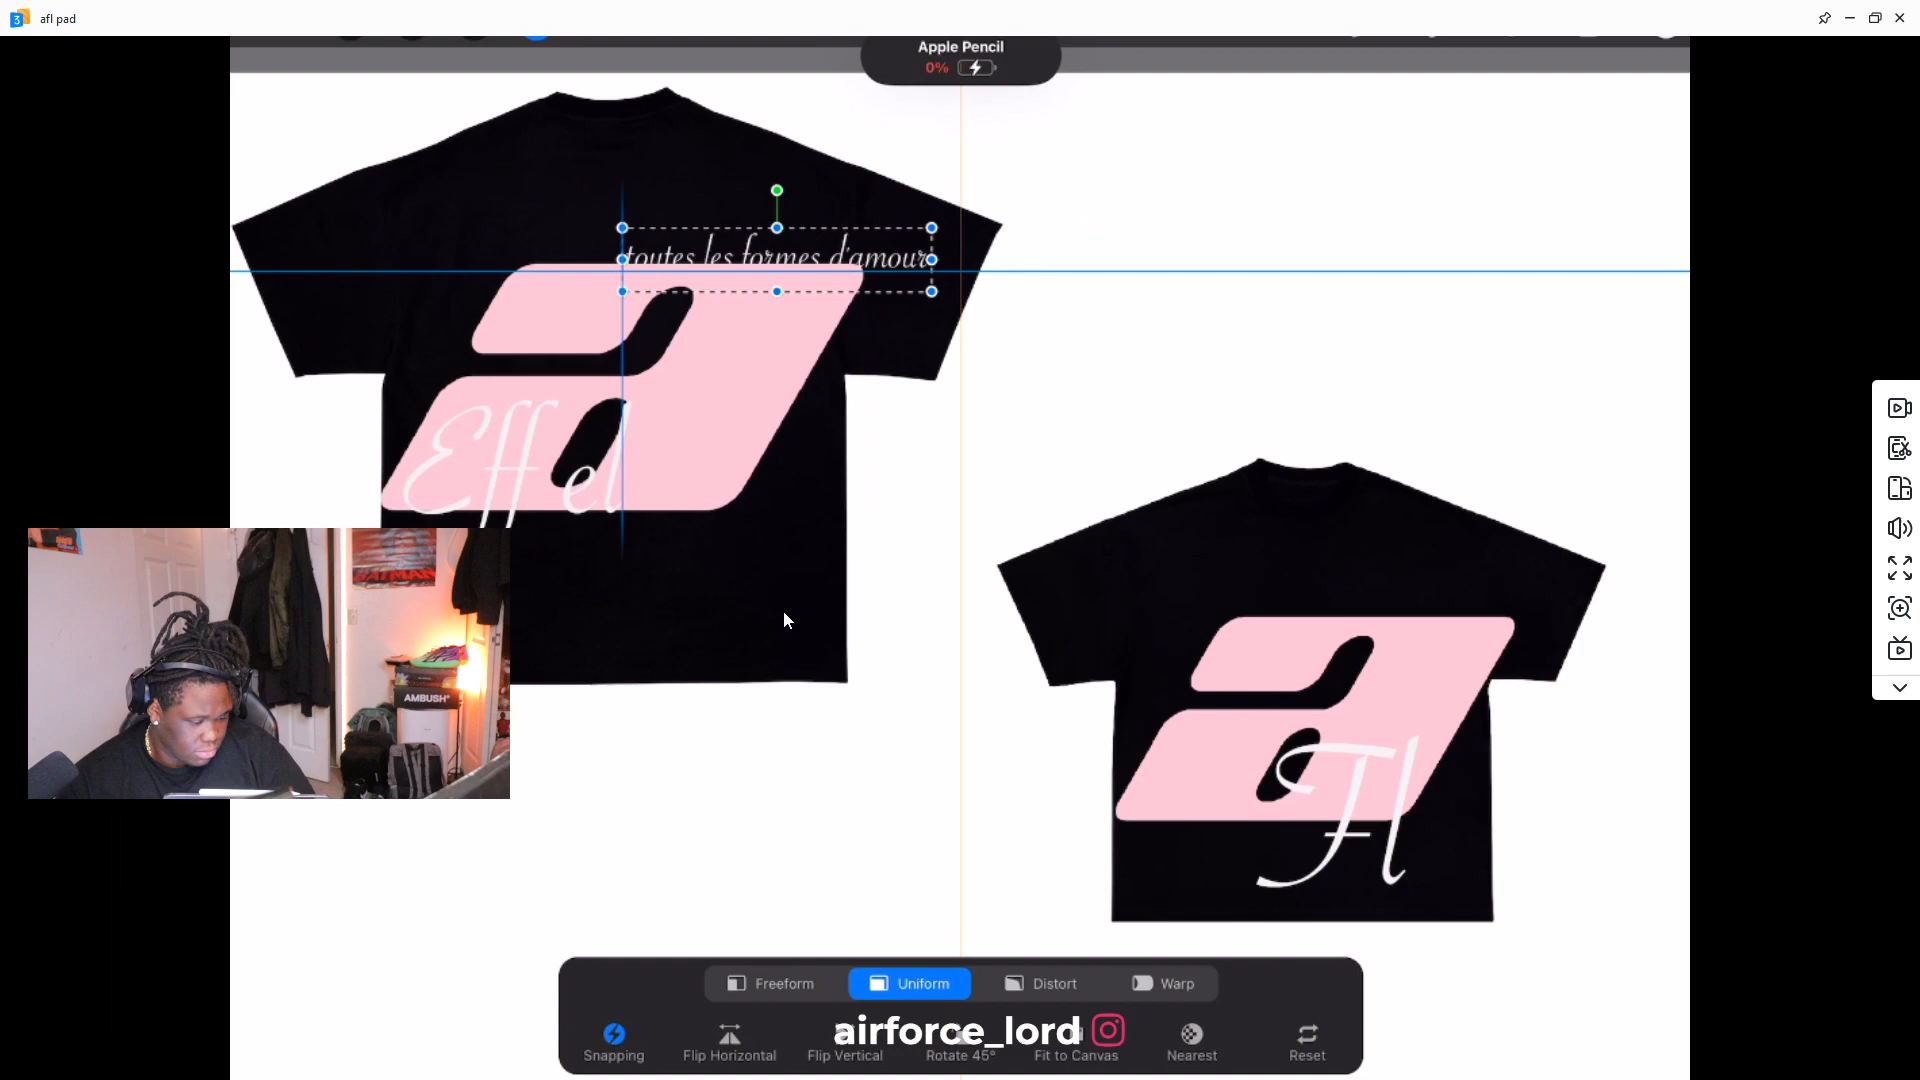 afl pad
Apple Pencil
0%
toutes les formes d'amour
Effel
a
a
Fl
BATMAN
AMBUSH®
Freeform
Uniform
Distort
Warp
airforce_lord
Snapping
Flip Horizontal
Flip Vertical
Rotate 45°
Fit to Canvas
Nearest
Reset